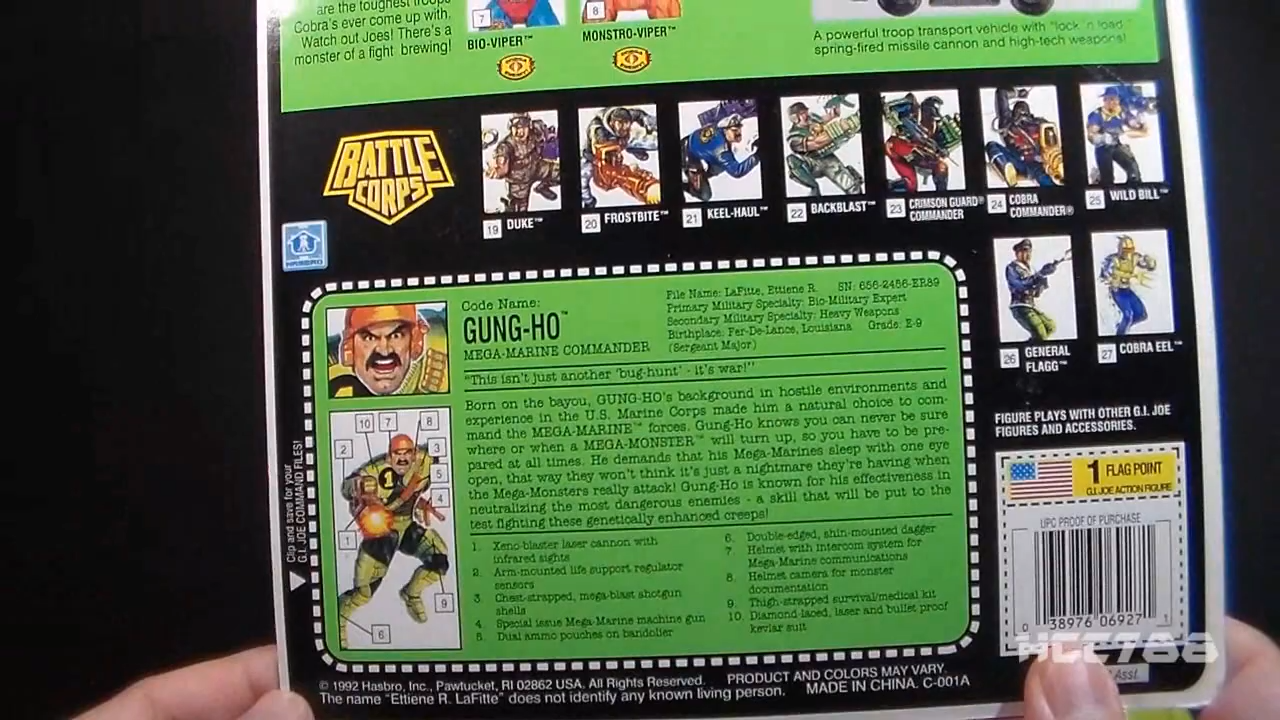 are the toughest troops
Cobra's ever come up with,
Watch out Joes! There's a
monster of a fight brewing!
7
BIO-VIPER™
8
MONSTRO-VIPER™
A powerful troop transport vehicle with "lock 'n load"
spring-fired missile cannon and high-tech weapons!
BATTLE
CORPS
HASBRO
19 DUKE™
20 FROSTBITE™
21 KEEL-HAUL™
22 BACKBLAST™
23 CRIMSON GUARD®
COMMANDER
24 COBRA
COMMANDER®
25 WILD BILL™
26 GENERAL
FLAGG™
27 COBRA EEL™
Code Name:
GUNG-HO™
MEGA-MARINE COMMANDER
File Name: LaFitte, Ettiene R. SN: 656-2456-ER89
Primary Military Specialty: Bio-Military Expert
Secondary Military Specialty: Heavy Weapons
Birthplace: Fer-De-Lance, Louisiana Grade: E-9
(Sergeant Major)
"This isn't just another 'bug-hunt' - it's war!"
Born on the bayou, GUNG-HO's background in hostile environments and
experience in the U.S. Marine Corps made him a natural choice to com-
mand the MEGA-MARINE™ forces. Gung-Ho knows you can never be sure
where or when a MEGA-MONSTER™ will turn up, so you have to be pre-
pared at all times. He demands that his Mega-Marines sleep with one eye
open, that way they won't think it's just a nightmare they're having when
the Mega-Monsters really attack! Gung-Ho is known for his effectiveness in
neutralizing the most dangerous enemies - a skill that will be put to the
test fighting these genetically enhanced creeps!
10 7 8
2 3
5
4
1
9
6
1. Xeno-blaster laser cannon with
infrared sights
2. Arm-mounted life support regulator
sensors
3. Chest-strapped, mega-blast shotgun
shells
4. Special issue Mega-Marine machine gun
5. Dual ammo pouches on bandolier
6. Double-edged, shin-mounted dagger
7 Helmet with intercom system for
Mega-Marine communications
8. Helmet camera for monster
documentation
9. Thigh-strapped survival/medical kit
10. Diamond-laced, laser and bullet proof
kevlar suit
Clip and save for your
G.I. JOE COMMAND FILES!
FIGURE PLAYS WITH OTHER G.I. JOE
FIGURES AND ACCESSORIES.
1 FLAG POINT
G.I. JOE ACTION FIGURE
UPC PROOF OF PURCHASE
0 38976 06927 1
HCC788
Asst.
© 1992 Hasbro, Inc., Pawtucket, RI 02862 USA. All Rights Reserved.
The name "Ettiene R. LaFitte" does not identify any known living person.
PRODUCT AND COLORS MAY VARY.
MADE IN CHINA. C-001A